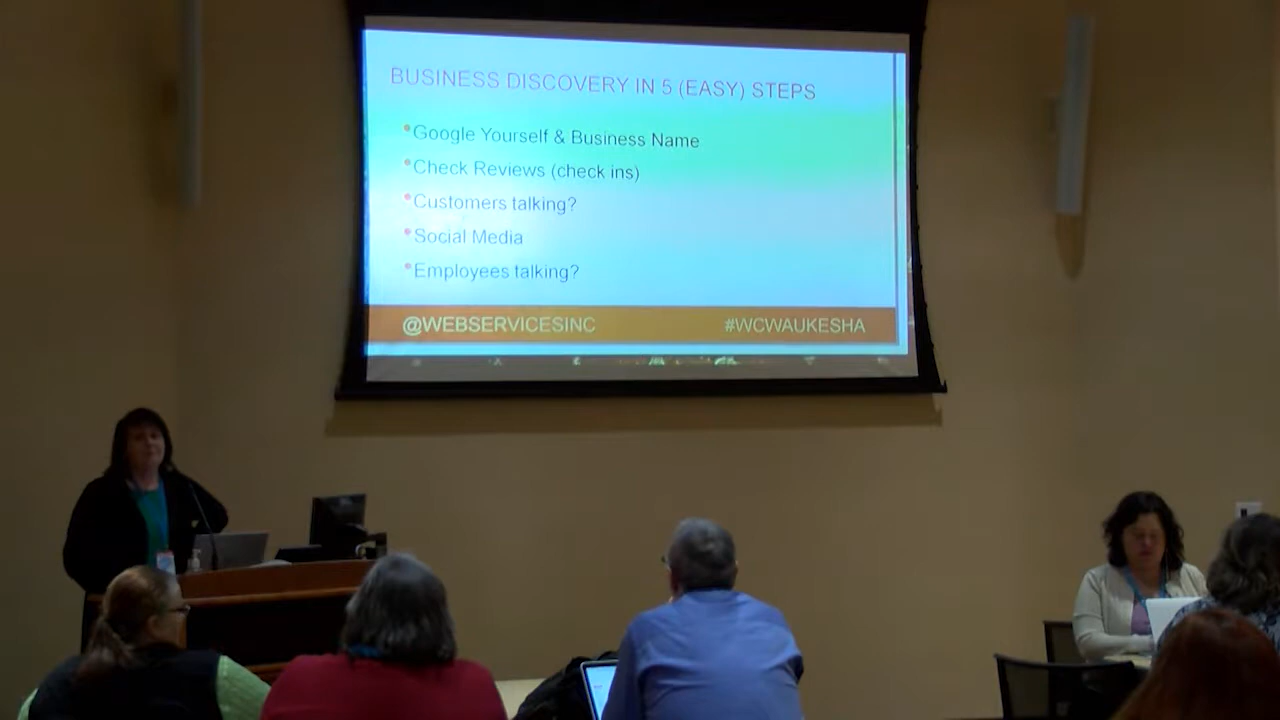 BUSINESS DISCOVERY IN 5 (EASY) STEPS
Google Yourself & Business Name
Check Reviews (check ins)
Customers talking?
Social Media
Employees talking?
@WEBSERVICESINC #WCWAUKESHA